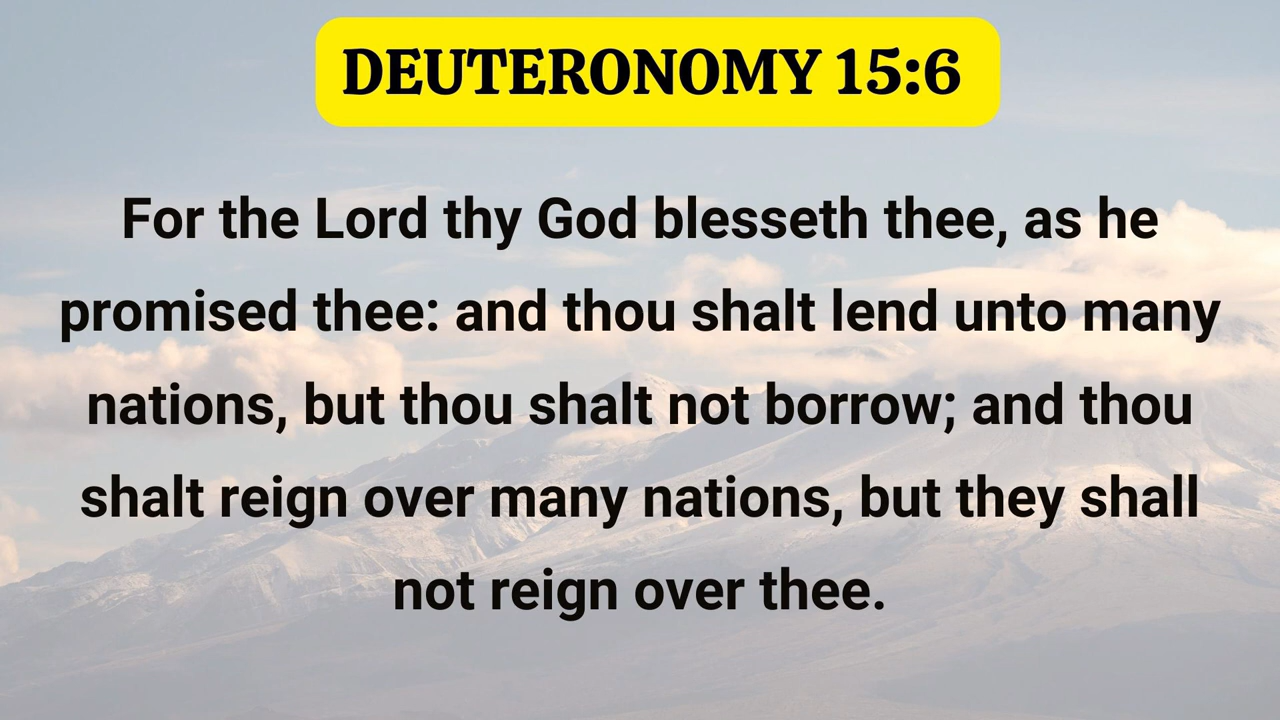 DEUTERONOMY 15:6
For the Lord thy God blesseth thee, as he
promised thee: and thou shalt lend unto many
nations, but thou shalt not borrow; and thou
shalt reign over many nations, but they shall
not reign over thee.